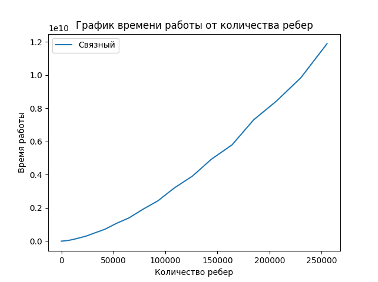 График времени работы от количества ребер
1e10
Связный
1.2
1.0
0.8
0.6
0.4
0.2
0.0
Время работы
0 50000 100000 150000 200000 250000
Количество ребер